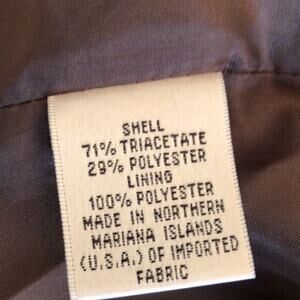 SHELL
71% TRIACETATE
29% POLYESTER
LINING
100% POLYESTER
MADE IN NORTHERN
MARIANA ISLANDS
(U.S.A.) OF IMPORTED
FABRIC